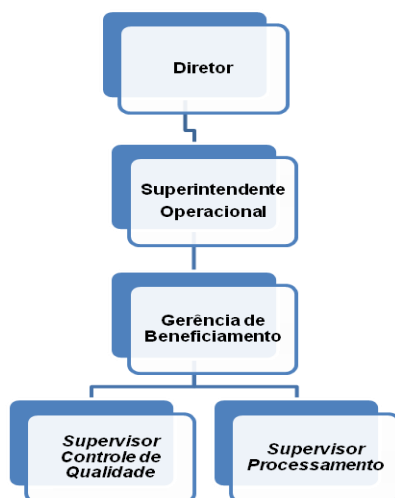 Diretor
Superintendente
Operacional
Gerência de
Beneficiamento
Supervisor
Controle de
Qualidade
Supervisor
Processamento